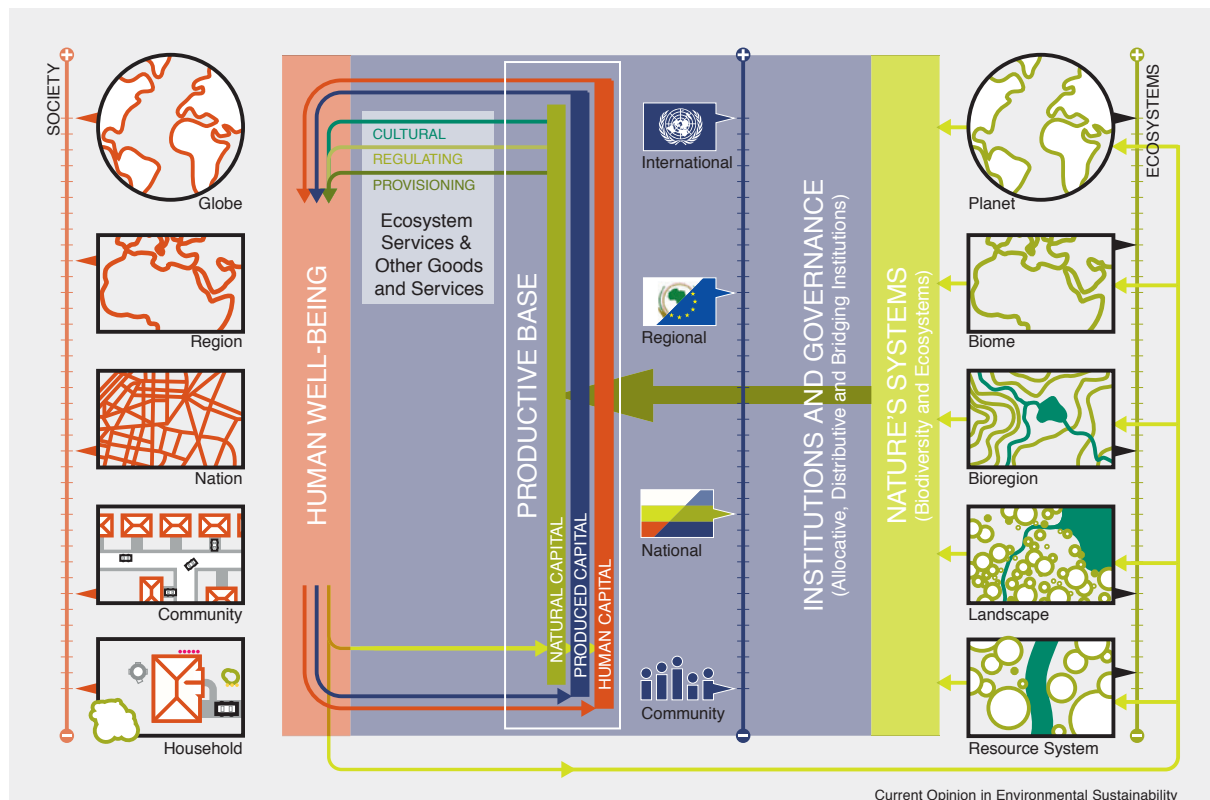 SOCIETY
Globe
Region
Nation
Community
Household
HUMAN WELL-BEING
CULTURAL
REGULATING
PROVISIONING
Ecosystem
Services &
Other Goods
and Services
PRODUCTIVE BASE
NATURAL CAPITAL
PRODUCED CAPITAL
HUMAN CAPITAL
International
Regional
National
Community
INSTITUTIONS AND GOVERNANCE
(Allocative, Distributive and Bridging Institutions)
NATURE'S SYSTEMS
(Biodiversity and Ecosystems)
Planet
Biome
Bioregion
Landscape
Resource System
ECOSYSTEMS
Current Opinion in Environmental Sustainability